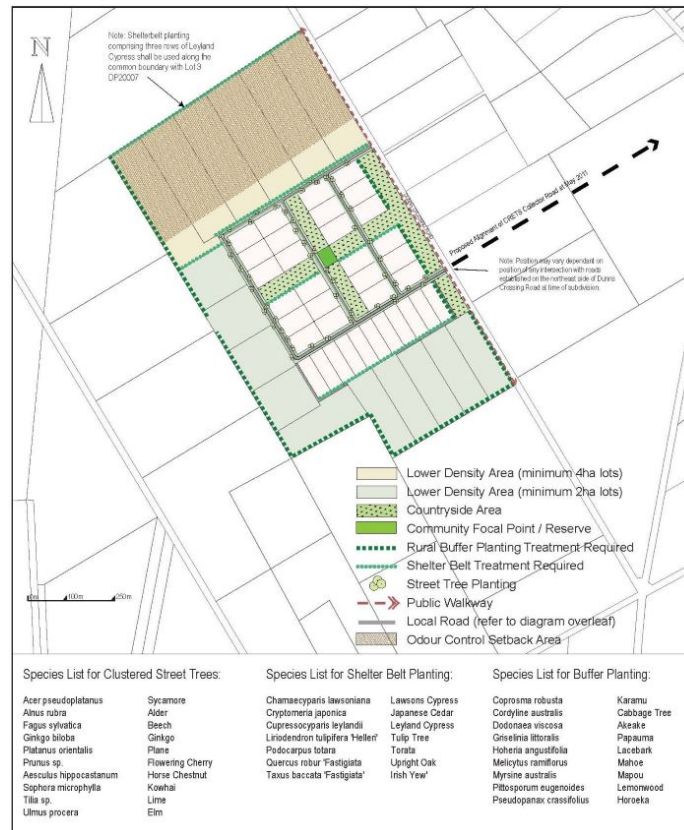 Note: Shelterbelt planting
comprising three rows of Leyland
Cypress shall be used along the
common boundary with Lot 3
DP20007
N
Proposed Alignment of CRETS Collector Road at May 2011
Note: Position may vary dependant on
position of any intersection with roads
established on the northeast side of Dunns
Crossing Road at time of subdivision.
Lower Density Area (minimum 4ha lots)
Lower Density Area (minimum 2ha lots)
Countryside Area
Community Focal Point / Reserve
Rural Buffer Planting Treatment Required
Shelter Belt Treatment Required
Street Tree Planting
Public Walkway
Local Road (refer to diagram overleaf)
Odour Control Setback Area
0m 100m 250m
Species List for Clustered Street Trees:
Acer pseudoplatanus Sycamore
Alnus rubra Alder
Fagus sylvatica Beech
Ginkgo biloba Ginkgo
Platanus orientalis Plane
Prunus sp. Flowering Cherry
Aesculus hippocastanum Horse Chestnut
Sophora microphylla Kowhai
Tilia sp. Lime
Ulmus procera Elm
Species List for Shelter Belt Planting:
Chamaecyparis lawsoniana Lawsons Cypress
Cryptomeria japonica Japanese Cedar
Cupressocyparis leylandii Leyland Cypress
Liriodendron tulipifera 'Helleri' Tulip Tree
Podocarpus totara Torata
Quercus robur 'Fastigiata Upright Oak
Taxus baccata 'Fastigiata' Irish Yew'
Species List for Buffer Planting:
Coprosma robusta Karamu
Cordyline australis Cabbage Tree
Dodonaea viscosa Akeake
Griselinia littoralis Papauma
Hoheria angustifolia Lacebark
Melicytus ramiflorus Mahoe
Myrsine australis Mapou
Pittosporum eugenoides Lemonwood
Pseudopanax crassifolius Horoeka